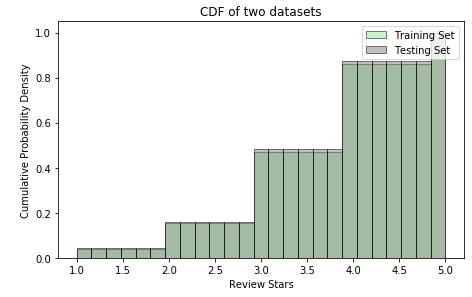 CDF of two datasets
Training Set
Testing Set
Cumulative Probability Density
1.0
0.8
0.6
0.4
0.2
0.0
1.0 1.5 2.0 2.5 3.0 3.5 4.0 4.5 5.0
Review Stars